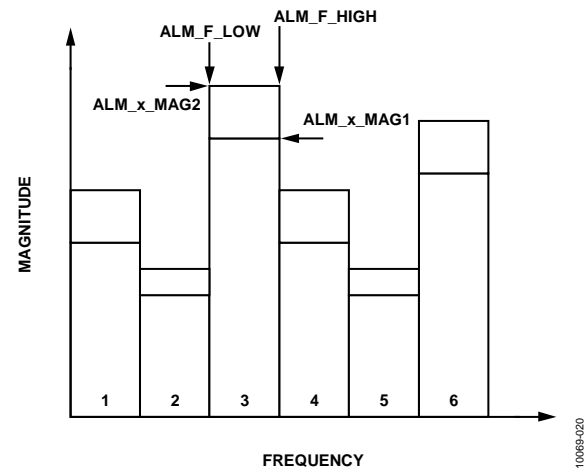 ALM_F_HIGH
ALM_F_LOW
ALM_x_MAG2
ALM_x_MAG1
MAGNITUDE
1 2 3 4 5 6
FREQUENCY
10069-020